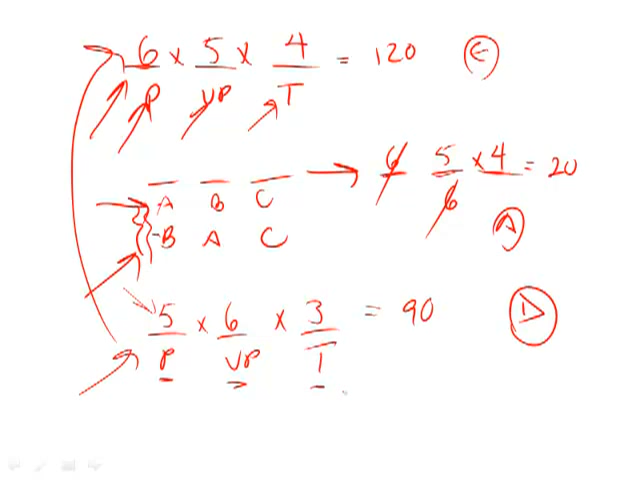 6 × 5 × 4 = 120 E
P VP T
6 5 × 4 = 20
6
A B C
B A C
A
5 × 6 × 3 = 90 D
P VP T